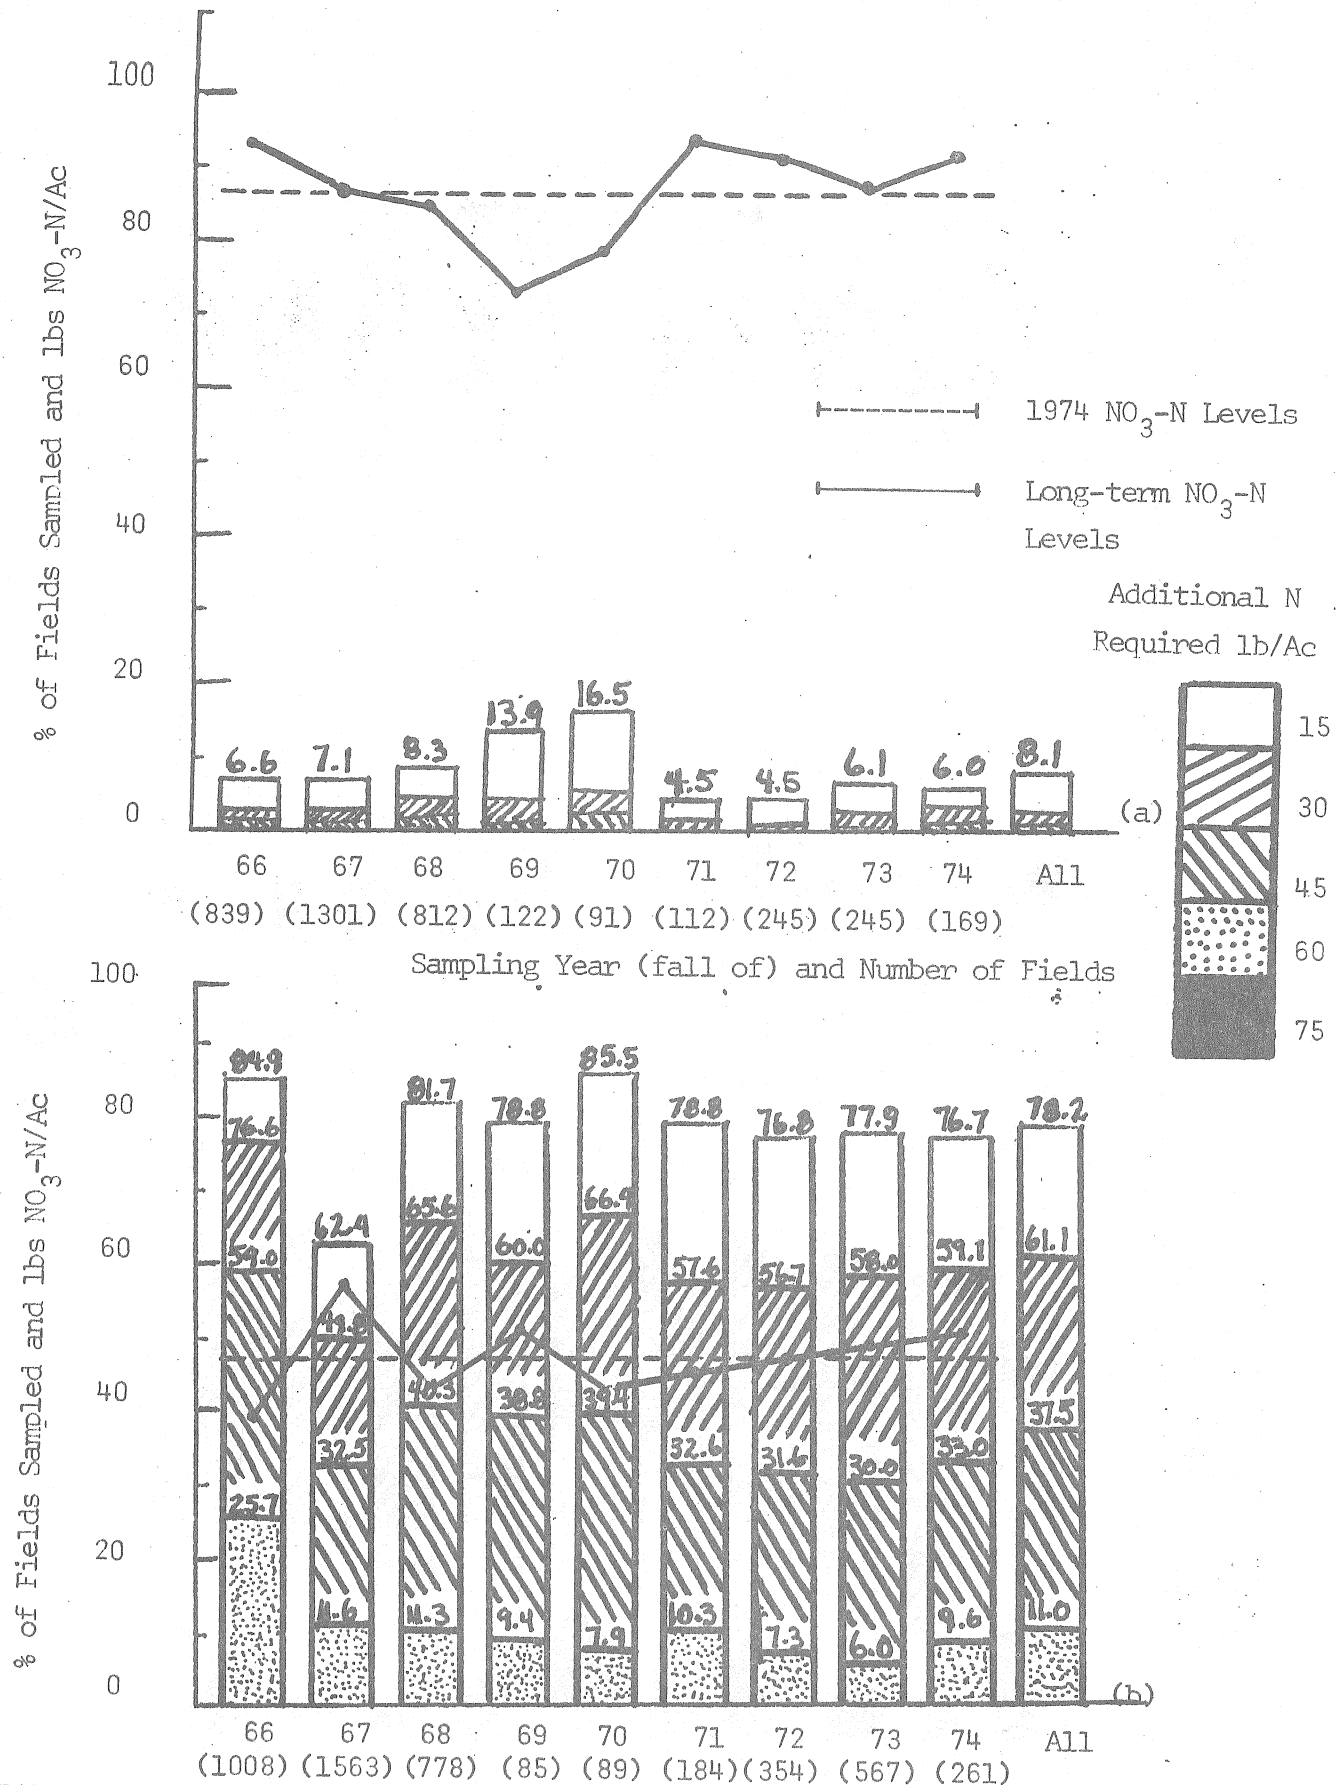 100
80
60
40
20
0
% of Fields Sampled and lbs NO3-N/Ac
1974 NO3-N Levels
Long-term NO3-N
Levels
Additional N
Required lb/Ac
15
30
45
60
75
6.6 7.1 8.3 13.9 16.5 4.5 4.5 6.1 6.0 8.1
(a)
66 67 68 69 70 71 72 73 74 All
(839) (1301) (812) (122) (91) (112) (245) (245) (169)
Sampling Year (fall of) and Number of Fields
100
80
60
40
20
0
% of Fields Sampled and lbs NO3-N/Ac
84.9 62.4 81.7 78.8 85.5 78.8 76.8 77.9 76.7 78.2
76.6 49.8 65.6 60.0 66.9 57.6 56.7 58.0 59.1 61.1
59.0 32.5 40.3 38.8 39.4 32.6 31.6 30.0 33.0 37.5
25.7 11.6 11.3 9.4 7.9 10.3 7.3 6.0 9.6 11.0
(b)
66 67 68 69 70 71 72 73 74 All
(1008) (1563) (778) (85) (89) (184) (354) (567) (261)